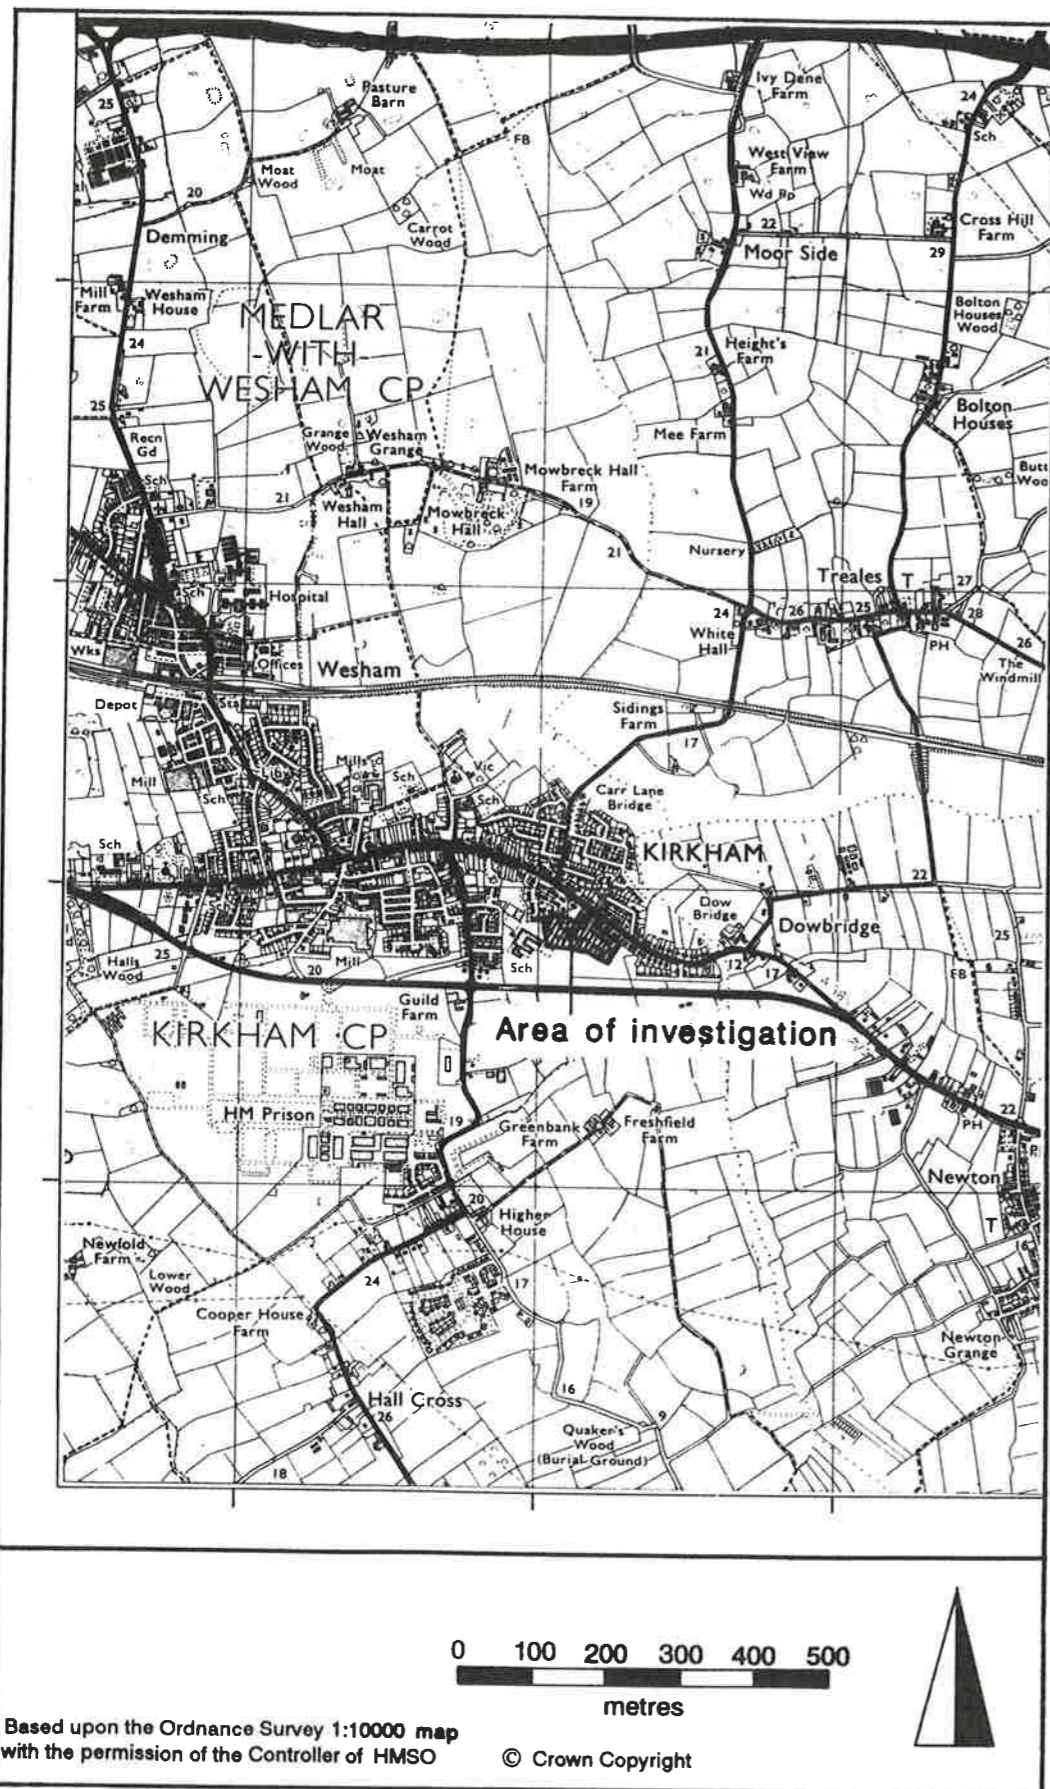 Ivy Dene
Farm
25
Pasture
Barn
24
Sch
FB
Moat
Wood
Moat
West View
Farm
Wd Pp
20
Carrot
Wood
22
Cross Hill
Farm
Demming
Moor Side
29
Mill
Farm
Wesham
House
MEDLAR
-WITH-
WESHAM CP
Bolton
Houses
Wood
24
21
Height's
Farm
25
Bolton
Houses
Recn
Gd
Grange
Wood
Wesham
Grange
Mee Farm
Sch
Mowbreck Hall
Farm
Butt
Woo
21
Wesham
Hall
Mowbreck
Hall
19
21
Nursery
Treales
T
27
Sch
Hospital
24
26
25
28
White
Hall
PH
26
Wks
Offices
Wesham
The
Windmill
Depot
Sta
Sidings
Farm
17
Mill
Liby
Mills
Sch
Vic
Sch
Sch
Carr Lane
Bridge
Sch
KIRKHAM
22
Dow
Bridge
Dowbridge
25
Halls
Wood
25
20
Mill
Sch
12
17
FB
Guild
Farm
KIRKHAM CP
Area of investigation
HM Prison
19
Greenbank
Farm
Freshfield
Farm
22
PH
P
Newton
20
Higher
House
T
Newfold
Farm
Lower
Wood
24
17
6
Cooper House
Farm
Newton
Grange
Hall Cross
26
16
9
Quaker's
Wood
(Burial Ground)
18
0 100 200 300 400 500
metres
Based upon the Ordnance Survey 1:10000 map
with the permission of the Controller of HMSO
© Crown Copyright